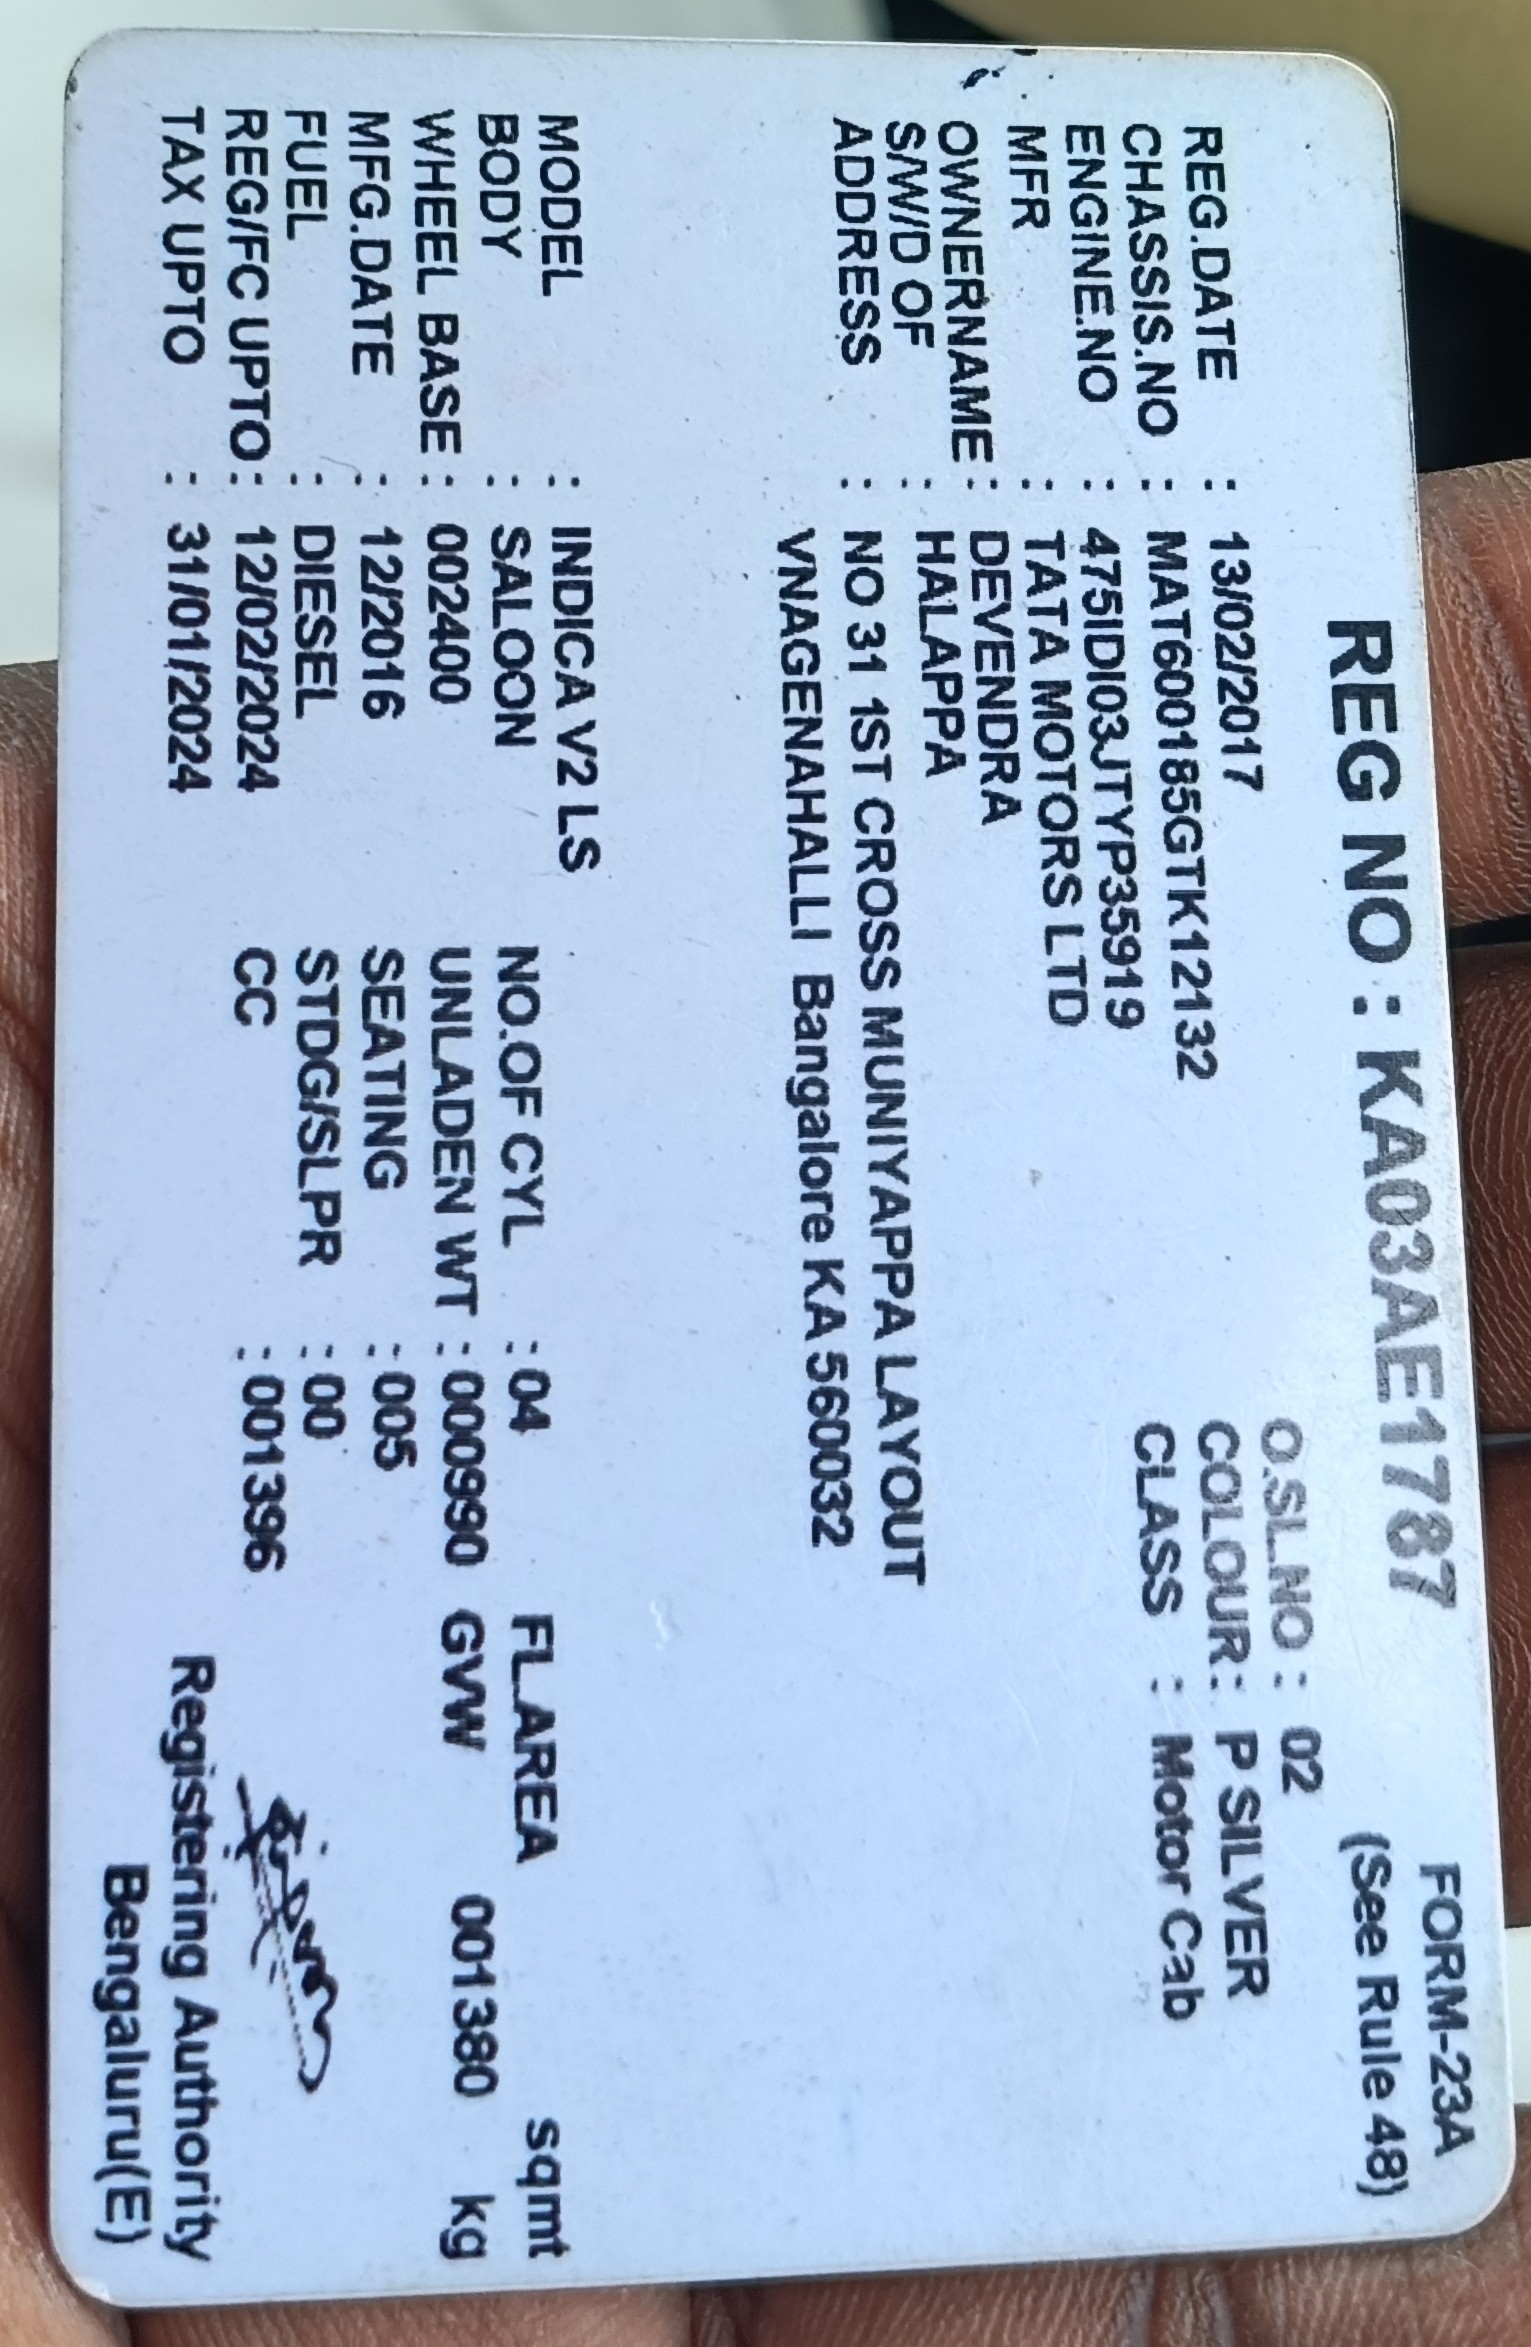 FORM-23A
REG NO : KA03AE1787 (See Rule 48)
O.SL.NO : 02
REG.DATE : 13/02/2017 COLOUR : P SILVER
CHASSIS.NO : MAT600185GTK12132 CLASS : Motor Cab
ENGINE.NO : 475IDI03JTYP35919
MFR : TATA MOTORS LTD
OWNERNAME : DEVENDRA
S/W/D OF : HALAPPA
ADDRESS : NO 31 1ST CROSS MUNIYAPPA LAYOUT
VNAGENAHALLI Bangalore KA 560032
MODEL : INDICA V2 LS
BODY : SALOON NO.OF CYL : 04 FL.AREA sqmt
WHEEL BASE : 002400 UNLADEN WT : 000990 GVW 001380 kg
MFG.DATE : 12/2016 SEATING : 005
FUEL : DIESEL STDG/SLPR : 00
REG/FC UPTO : 12/02/2024 CC : 001396
TAX UPTO : 31/01/2024
Registering Authority
Bengaluru(E)